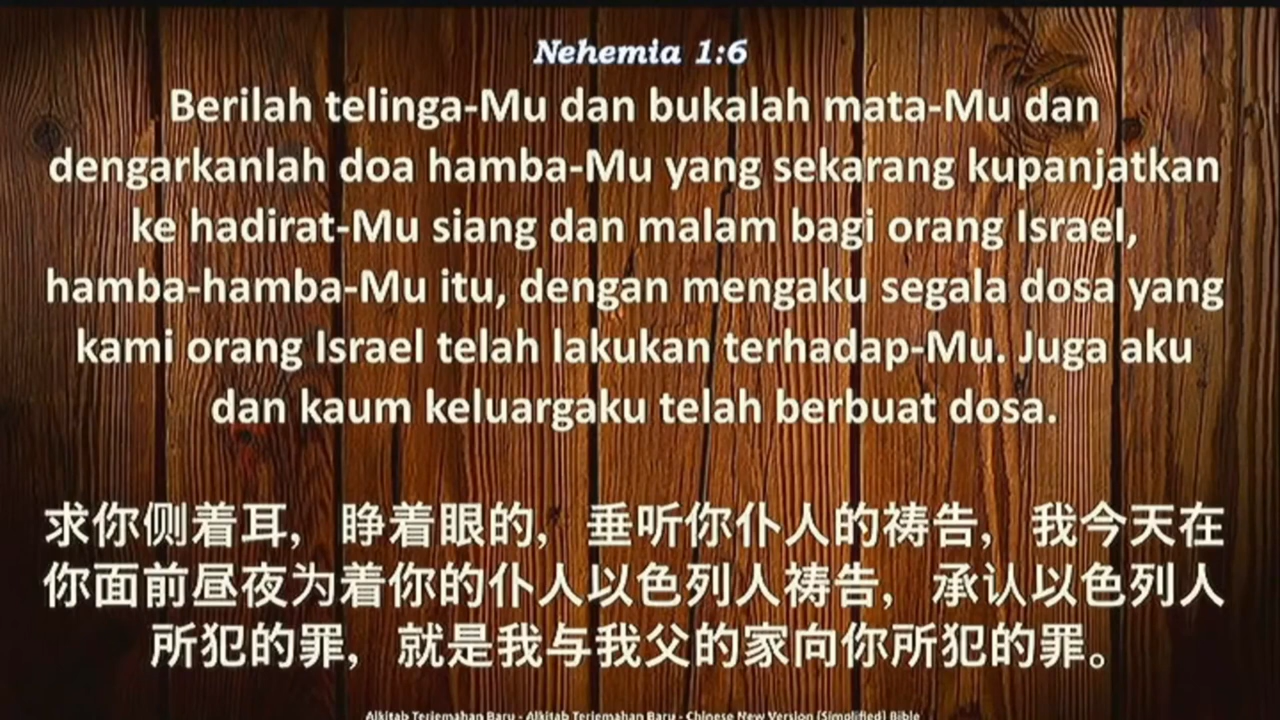 Nehemia 1:6
Berilah telinga-Mu dan bukalah mata-Mu dan
dengarkanlah doa hamba-Mu yang sekarang kupanjatkan
ke hadirat-Mu siang dan malam bagi orang Israel,
hamba-hamba-Mu itu, dengan mengaku segala dosa yang
kami orang Israel telah lakukan terhadap-Mu. Juga aku
dan kaum keluargaku telah berbuat dosa.
求你侧着耳，睁着眼的，垂听你仆人的祷告，我今天在
你面前昼夜为着你的仆人以色列人祷告，承认以色列人
所犯的罪，就是我与我父的家向你所犯的罪。
Alkitab Terjemahan Baru - Alkitab Terjemahan Baru - Chinese New Version (Simplified) Bible